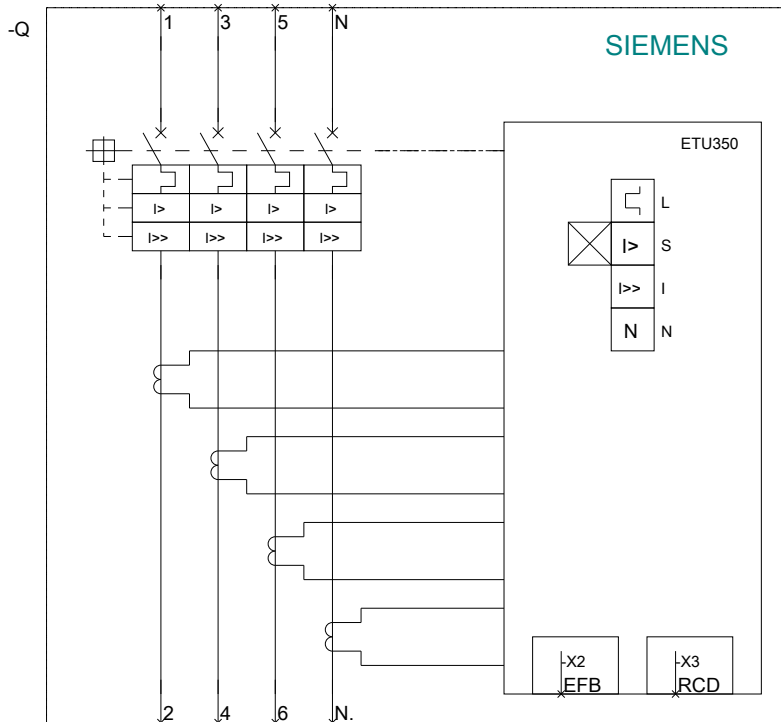 -Q
1 3 5 N
SIEMENS
ETU350
L
I> I> I> I>
I> S
I>> I>> I>> I>>
I>> I
N N
-X2
EFB
-X3
RCD
2 4 6 N.